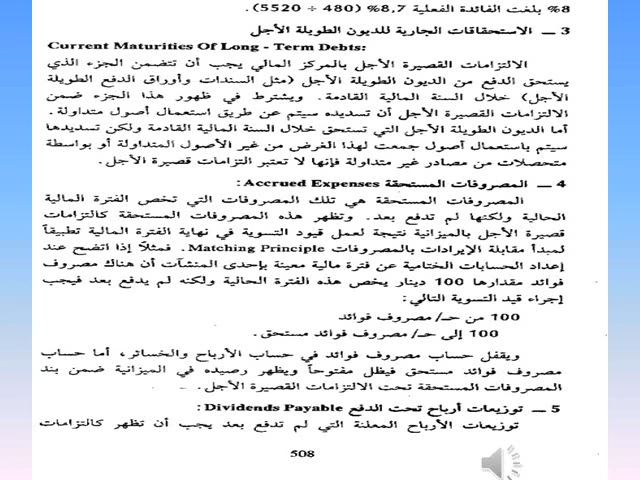 8% بلغت الفائدة الفعلية 8,7% (480 ÷ 5520).
3 ــ الاستحقاقات الجارية للديون الطويلة الأجل
Current Maturities Of Long - Term Debts:
الالتزامات القصيرة الأجل بالمركز المالي يجب أن تتضمن الجزء الذي
يستحق الدفع من الديون الطويلة الأجل (مثل السندات وأوراق الدفع الطويلة
الأجل) خلال السنة المالية القادمة. ويشترط في ظهور هذا الجزء ضمن
الالتزامات القصيرة الأجل أن تسديده سيتم عن طريق استعمال أصول متداولة.
أما الديون الطويلة الأجل التي تستحق خلال السنة المالية القادمة ولكن تسديدها
سيتم باستعمال أصول جمعت لهذا الغرض من غير الأصول المتداولة أو بواسطة
متحصلات من مصادر غير متداولة فإنها لا تعتبر التزامات قصيرة الأجل.
4 ــ المصروفات المستحقة Accrued Expenses:
المصروفات المستحقة هي تلك المصروفات التي تخص الفترة المالية
الحالية ولكنها لم تدفع بعد. وتظهر هذه المصروفات المستحقة كالتزامات
قصيرة الأجل بالميزانية نتيجة لعمل قيود التسوية في نهاية الفترة المالية تطبيقاً
لمبدأ مقابلة الإيرادات بالمصروفات Matching Principle. فمثلاً إذا اتضح عند
إعداد الحسابات الختامية عن فترة مالية معينة بإحدى المنشآت أن هناك مصروف
فوائد مقدارها 100 دينار يخص هذه الفترة الحالية ولكنه لم يدفع بعد فيجب
إجراء قيد التسوية التالي:
100 من حـ/ مصروف فوائد
100 إلى حـ/ مصروف فوائد مستحق.
ويقفل حساب مصروف فوائد في حساب الأرباح والخسائر، أما حساب
مصروف فوائد مستحق فيظل مفتوحاً ويظهر رصيده في الميزانية ضمن بند
المصروفات المستحقة تحت الالتزامات القصيرة الأجل.
5 ــ توزيعات أرباح تحت الدفع Dividends Payable:
توزيعات الأرباح المعلنة التي لم تدفع بعد يجب أن تظهر كالتزامات
508